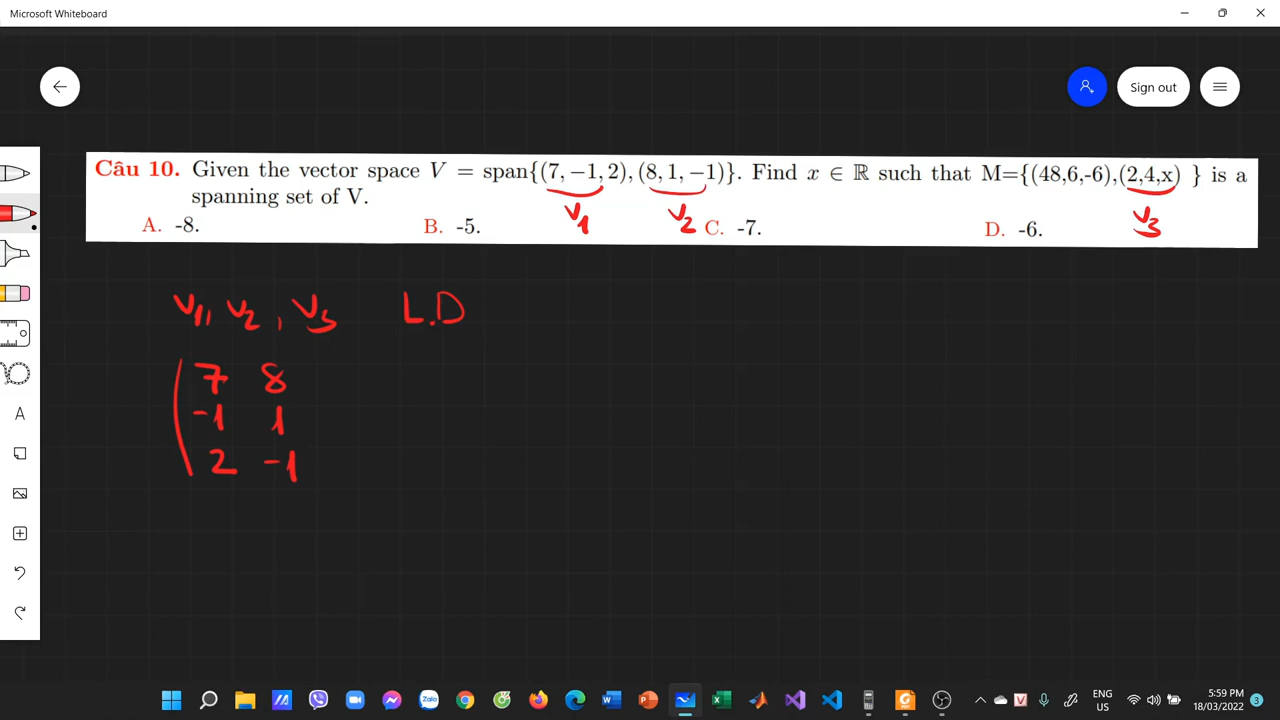 Microsoft Whiteboard
Sign out
Câu 10. Given the vector space V = span{(7, −1, 2), (8, 1, −1)}. Find x ∈ ℝ such that M={(48,6,-6),(2,4,x) } is a
spanning set of V.
A. -8. B. -5. C. -7. D. -6.
v1 v2 v3
v1, v2, v3 L.D
7 8
-1 1
2 -1
A
Zalo
V
ENG
US
5:59 PM
18/03/2022
3